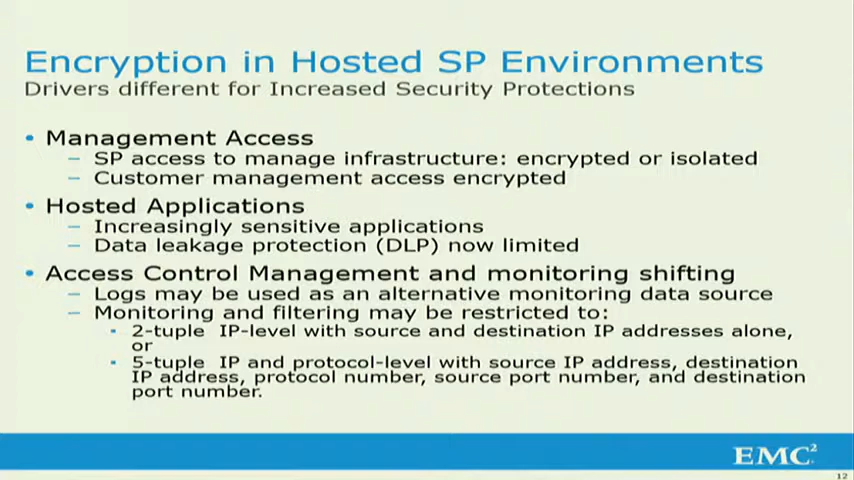 Encryption in Hosted SP Environments
Drivers different for Increased Security Protections
• Management Access
– SP access to manage infrastructure: encrypted or isolated
– Customer management access encrypted
• Hosted Applications
– Increasingly sensitive applications
– Data leakage protection (DLP) now limited
• Access Control Management and monitoring shifting
– Logs may be used as an alternative monitoring data source
– Monitoring and filtering may be restricted to:
▪ 2-tuple  IP-level with source and destination IP addresses alone,
or
▪ 5-tuple  IP and protocol-level with source IP address, destination
IP address, protocol number, source port number, and destination
port number.
EMC²
12